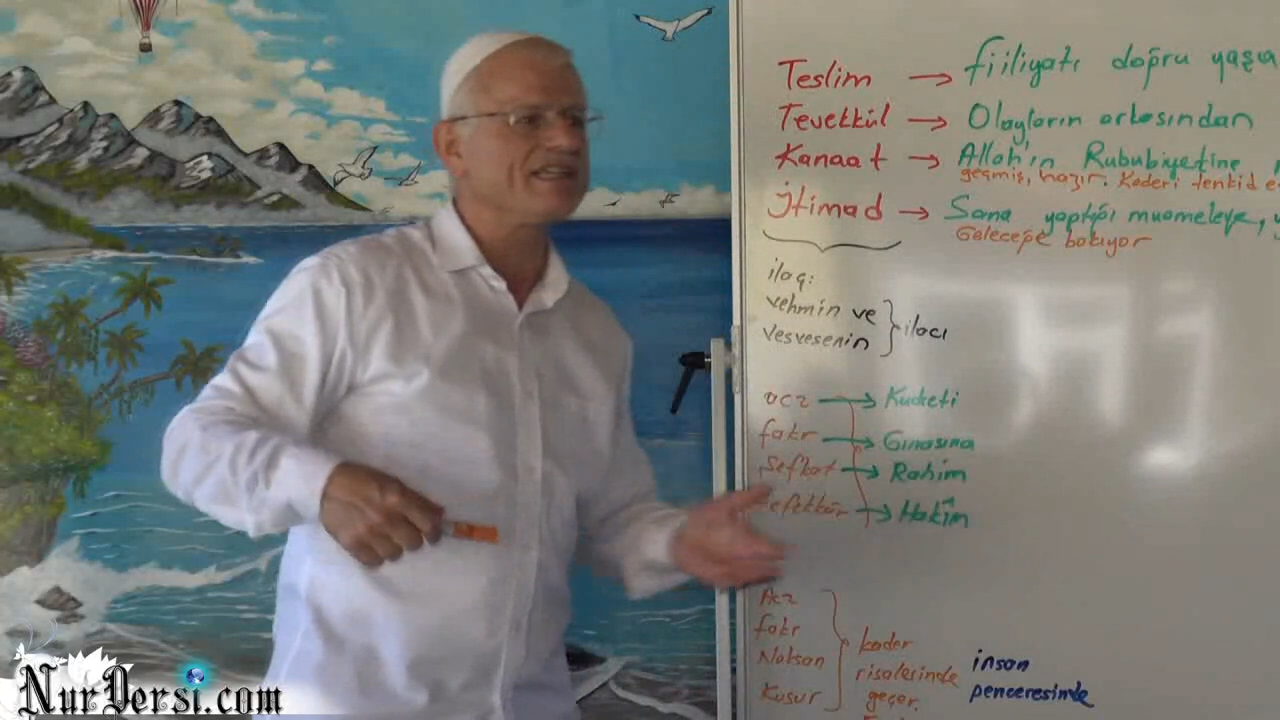 Teslim → fiiliyatı doğru yaşa
Tevekkül → Olayların arkasından
Kanaat → Allah'ın Rububiyetine
geçmiş, hazır. Kaderi tenkid e
İtimad → Sana yaptığı muameleye,
Geleceğe bakıyor
ilaç:
vehmin ve
vesvesenin } ilacı
acz → Kudreti
fakr → Gınasına
Şefkat → Rahim
tefekkür → Hakîm
Acz
fakr
Noksan
Kusur
kader
risalesinde
geçer.
insan
penceresinde
NurDersi.com